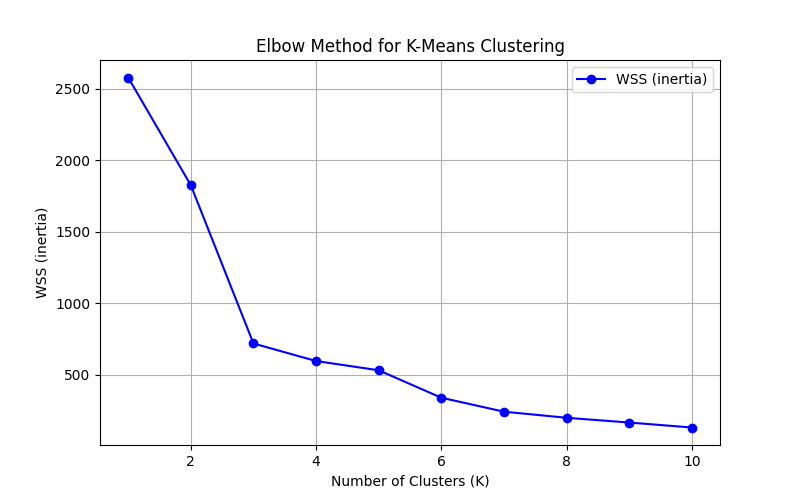 Elbow Method for K-Means Clustering
WSS (inertia)
2500
2000
1500
1000
500
WSS (inertia)
2
4
6
8
10
Number of Clusters (K)